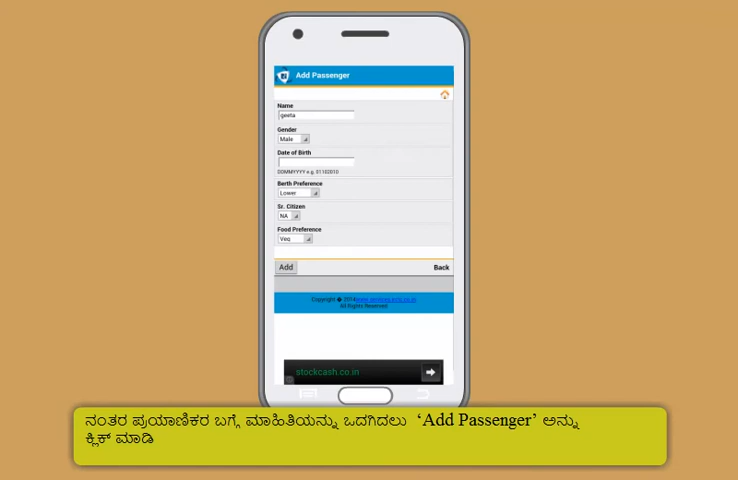 Add Passenger
Name
geeta
Gender
Male
Date of Birth
DDMMYYYY e.g. 01102010
Berth Preference
Lower
Sr. Citizen
NA
Food Preference
Veg
Add Back
Copyright � 2014
All Rights Reserved
stockcash.co.in
ನಂತರ ಪ್ರಯಾಣಿಕರ ಬಗ್ಗೆ ಮಾಹಿತಿಯನ್ನು ಒದಗಿದಲು ‘Add Passenger’ ಅನ್ನು
ಕ್ಲಿಕ್ ಮಾಡಿ